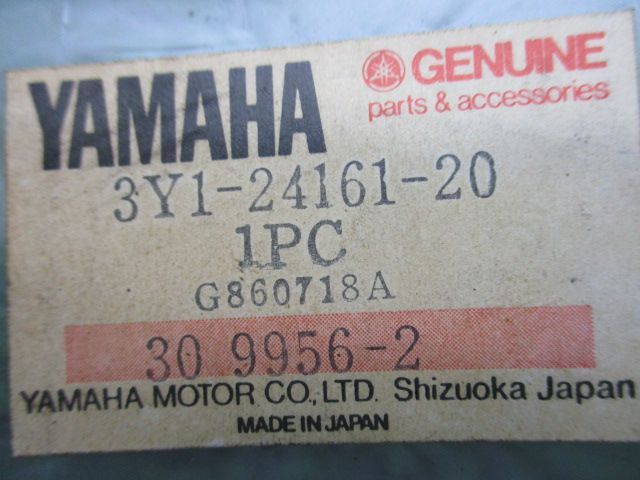 YAMAHA
GENUINE
parts & accessories
3Y1-24161-20
1PC
G860718A
30 9956-2
YAMAHA MOTOR CO., LTD. Shizuoka Japan
MADE IN JAPAN